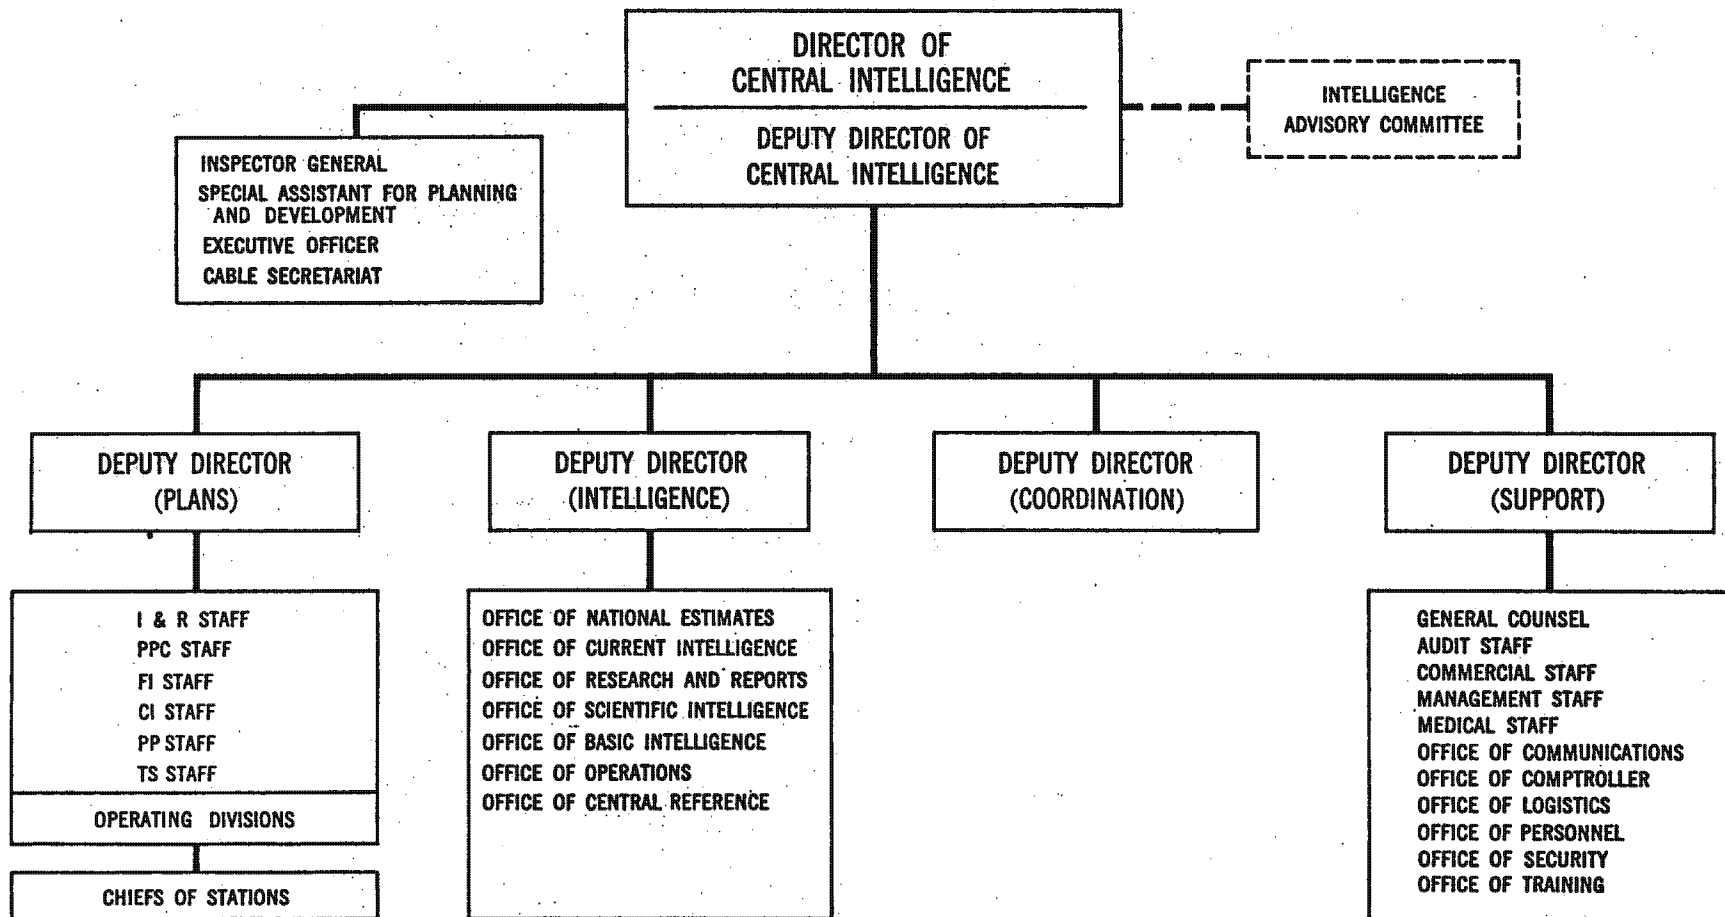 DIRECTOR OF
CENTRAL INTELLIGENCE
DEPUTY DIRECTOR OF
CENTRAL INTELLIGENCE
INTELLIGENCE
ADVISORY COMMITTEE
INSPECTOR GENERAL
SPECIAL ASSISTANT FOR PLANNING
AND DEVELOPMENT
EXECUTIVE OFFICER
CABLE SECRETARIAT
DEPUTY DIRECTOR
(PLANS)
DEPUTY DIRECTOR
(INTELLIGENCE)
DEPUTY DIRECTOR
(COORDINATION)
DEPUTY DIRECTOR
(SUPPORT)
I & R STAFF
PPC STAFF
FI STAFF
CI STAFF
PP STAFF
TS STAFF
OPERATING DIVISIONS
CHIEFS OF STATIONS
OFFICE OF NATIONAL ESTIMATES
OFFICE OF CURRENT INTELLIGENCE
OFFICE OF RESEARCH AND REPORTS
OFFICE OF SCIENTIFIC INTELLIGENCE
OFFICE OF BASIC INTELLIGENCE
OFFICE OF OPERATIONS
OFFICE OF CENTRAL REFERENCE
GENERAL COUNSEL
AUDIT STAFF
COMMERCIAL STAFF
MANAGEMENT STAFF
MEDICAL STAFF
OFFICE OF COMMUNICATIONS
OFFICE OF COMPTROLLER
OFFICE OF LOGISTICS
OFFICE OF PERSONNEL
OFFICE OF SECURITY
OFFICE OF TRAINING